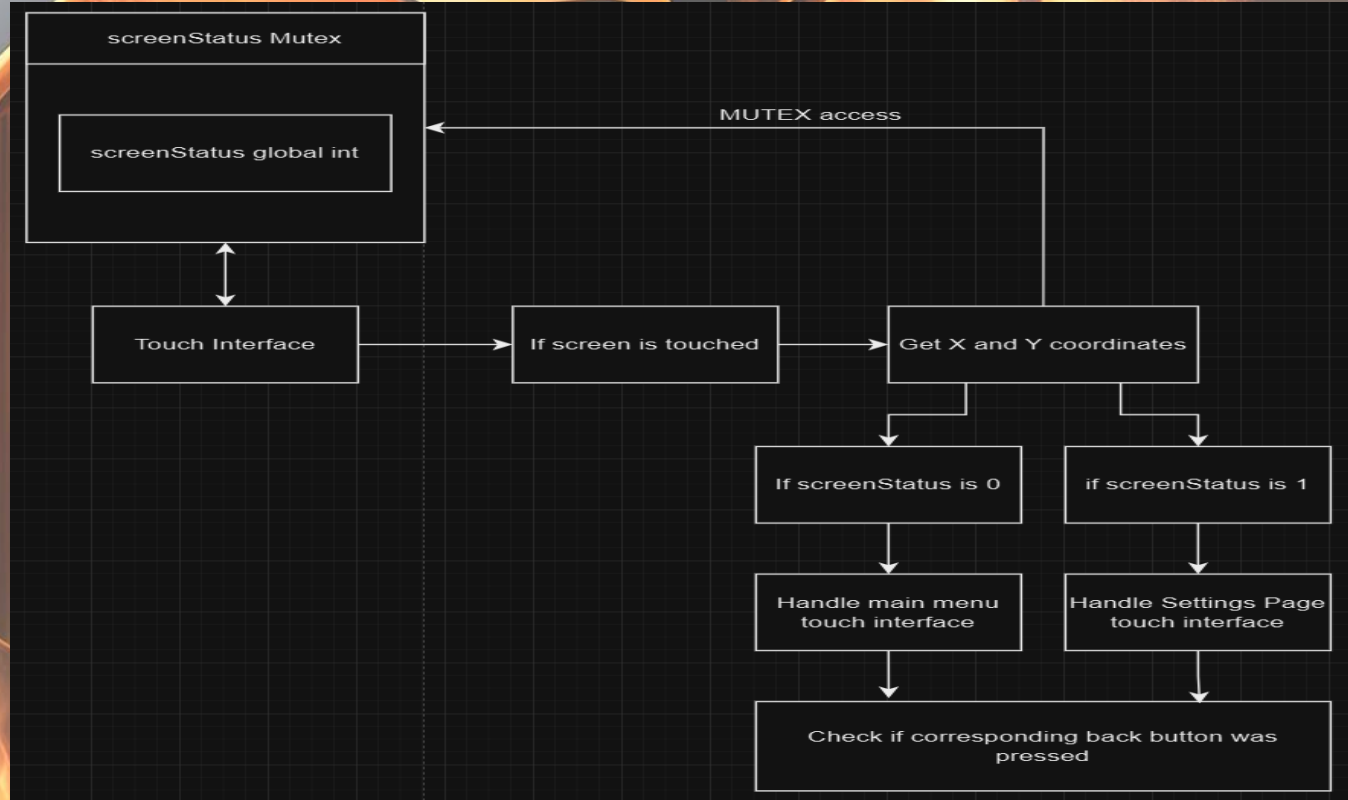 screenStatus Mutex
MUTEX access
screenStatus global int
Touch Interface
If screen is touched
Get X and Y coordinates
If screenStatus is 0
if screenStatus is 1
Handle main menu
touch interface
Handle Settings Page
touch interface
Check if corresponding back button was
pressed